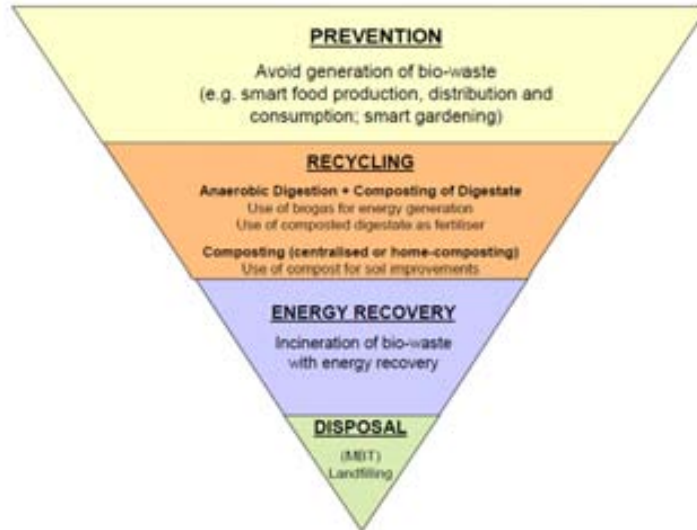 PREVENTION
Avoid generation of bio-waste
(e.g. smart food production, distribution and
consumption; smart gardening)
RECYCLING
Anaerobic Digestion + Composting of Digestate
Use of biogas for energy generation
Use of composted digestate as fertiliser
Composting (centralised or home-composting)
Use of compost for soil improvements
ENERGY RECOVERY
Incineration of bio-waste
with energy recovery
DISPOSAL
(MBT)
Landfilling